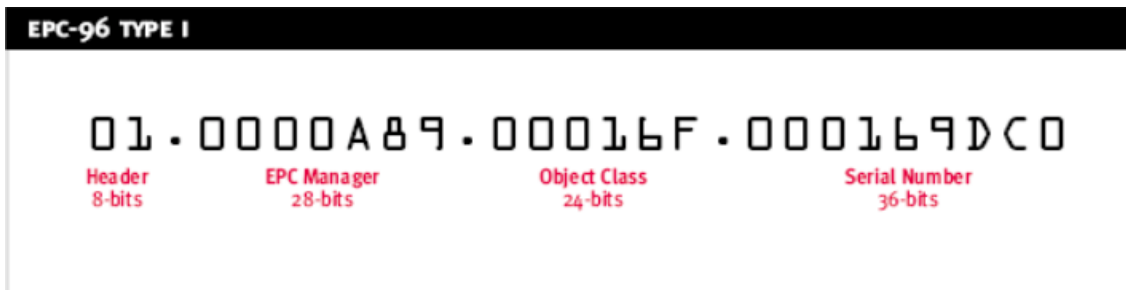 EPC-96 TYPE I
01.0000A89.00016F.000169DC0
Header EPC Manager Object Class Serial Number
8-bits 28-bits 24-bits 36-bits